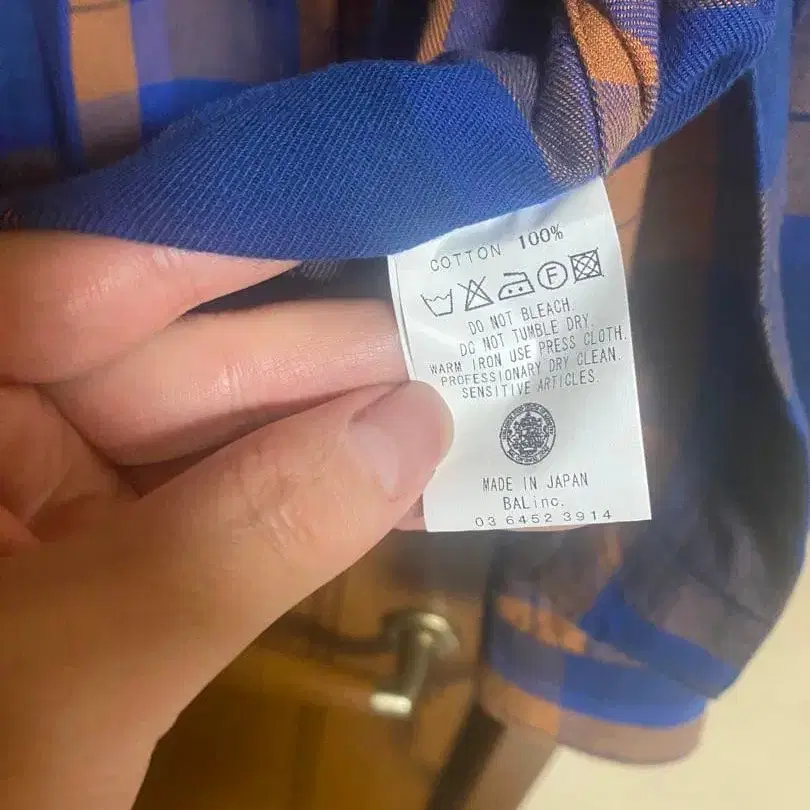 COTTON 100%
F
DO NOT BLEACH.
DO NOT TUMBLE DRY.
WARM IRON USE PRESS CLOTH.
PROFESSIONARY DRY CLEAN.
SENSITIVE ARTICLES.
MADE IN JAPAN
BALinc.
03 6452 3914